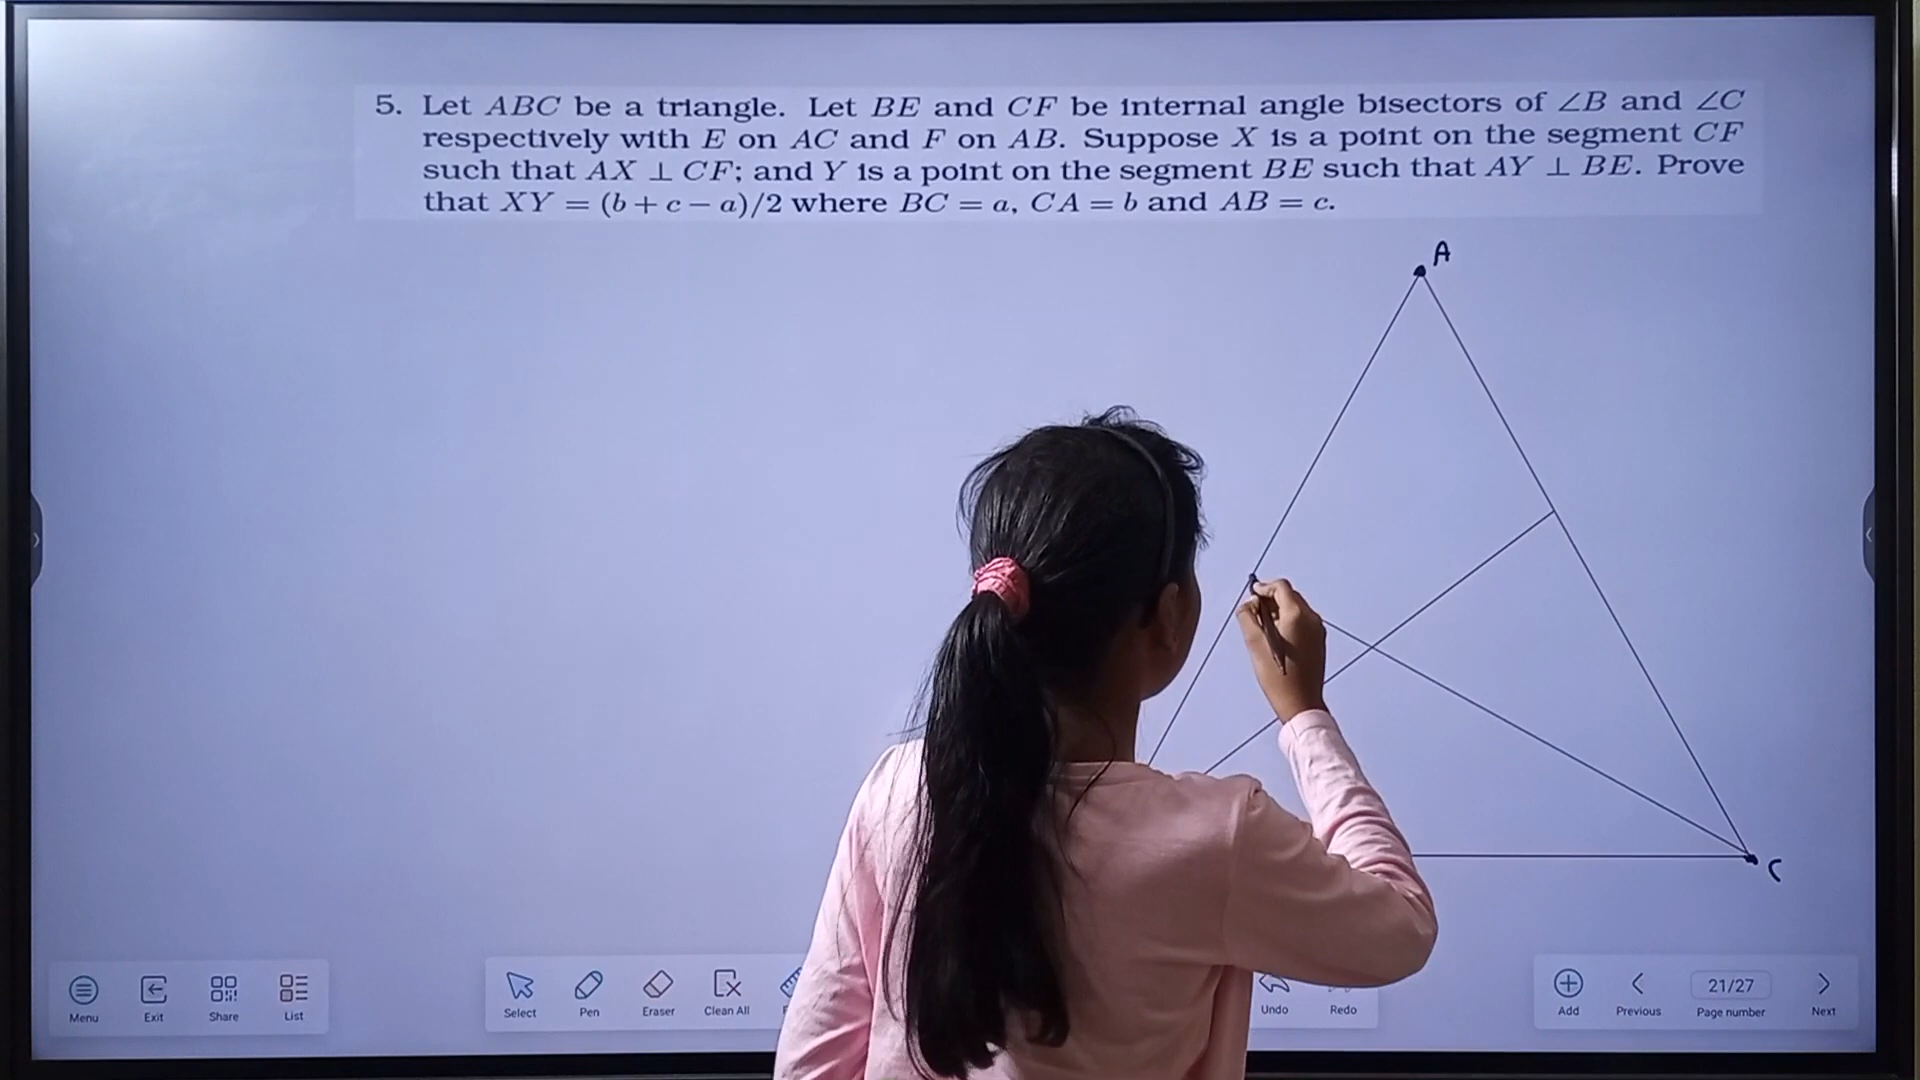 5. Let ABC be a triangle. Let BE and CF be internal angle bisectors of ∠B and ∠C
respectively with E on AC and F on AB. Suppose X is a point on the segment CF
such that AX ⊥ CF; and Y is a point on the segment BE such that AY ⊥ BE. Prove
that XY = (b + c − a)/2 where BC = a, CA = b and AB = c.
A
C
Menu
Exit
Share
List
Select
Pen
Eraser
Clean All
Undo
Redo
Add
Previous
21/27
Page number
Next